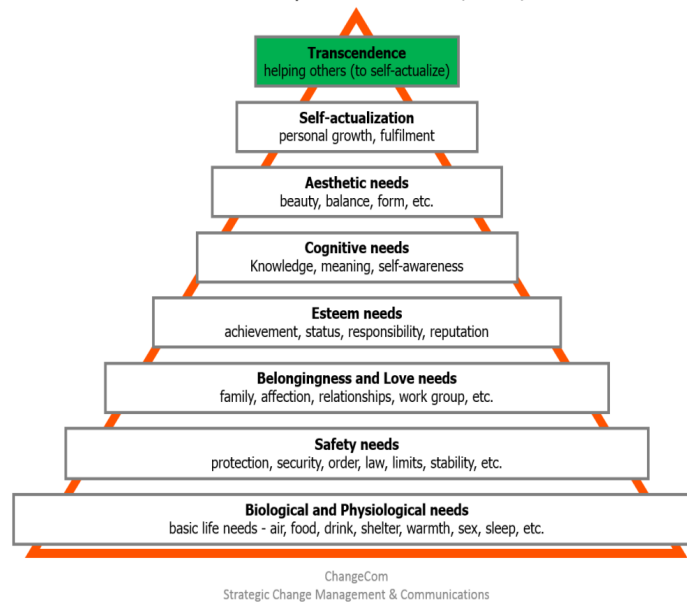 Transcendence
helping others (to self-actualize)
Self-actualization
personal growth, fulfilment
Aesthetic needs
beauty, balance, form, etc.
Cognitive needs
Knowledge, meaning, self-awareness
Esteem needs
achievement, status, responsibility, reputation
Belongingness and Love needs
family, affection, relationships, work group, etc.
Safety needs
protection, security, order, law, limits, stability, etc.
Biological and Physiological needs
basic life needs - air, food, drink, shelter, warmth, sex, sleep, etc.
ChangeCom
Strategic Change Management & Communications